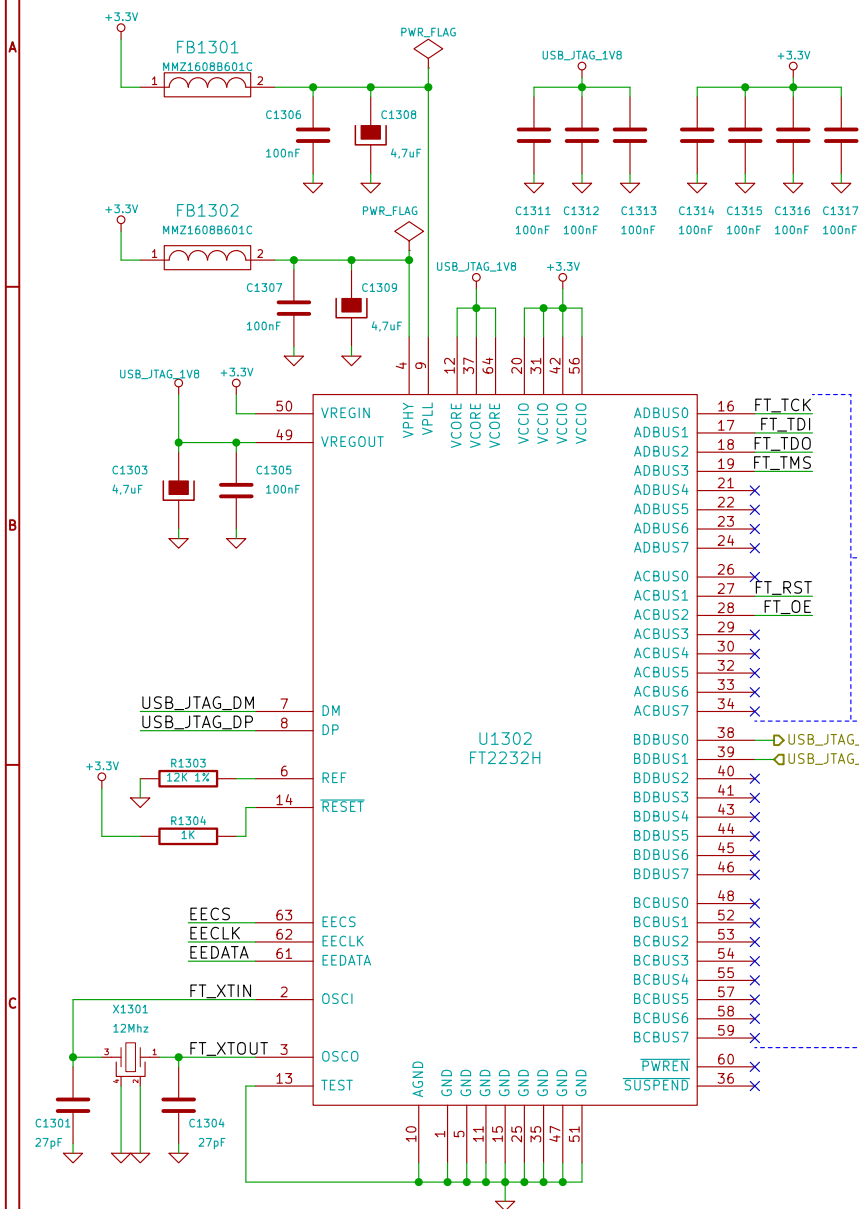 A
+3.3V
FB1301
MMZ1608B601C
1 2
PWR_FLAG
C1306
100nF
C1308
4,7uF
USB_JTAG_1V8
+3.3V
C1311 C1312 C1313 C1314 C1315 C1316 C1317
100nF 100nF 100nF 100nF 100nF 100nF 100nF
+3.3V
FB1302
MMZ1608B601C
1 2
PWR_FLAG
C1307
100nF
C1309
4,7uF
USB_JTAG_1V8
+3.3V
4 9 12 37 64 20 31 42 56
VPHY VPLL VCORE VCORE VCORE VCCIO VCCIO VCCIO VCCIO
USB_JTAG_1V8
+3.3V
50 VREGIN
49 VREGOUT
C1303
4,7uF
C1305
100nF
B
ADBUS0 16 FT_TCK
ADBUS1 17 FT_TDI
ADBUS2 18 FT_TDO
ADBUS3 19 FT_TMS
ADBUS4 21
ADBUS5 22
ADBUS6 23
ADBUS7 24
ACBUS0 26
ACBUS1 27 FT_RST
ACBUS2 28 FT_OE
ACBUS3 29
ACBUS4 30
ACBUS5 32
ACBUS6 33
ACBUS7 34
USB_JTAG_DM 7 DM
USB_JTAG_DP 8 DP
U1302
FT2232H
BDBUS0 38 USB_JTAG_
BDBUS1 39 USB_JTAG_
BDBUS2 40
BDBUS3 41
BDBUS4 43
BDBUS5 44
BDBUS6 45
BDBUS7 46
+3.3V
R1303
12K 1%
6 REF
14 RESET
R1304
1K
EECS 63 EECS
EECLK 62 EECLK
EEDATA 61 EEDATA
BCBUS0 48
BCBUS1 52
BCBUS2 53
BCBUS3 54
BCBUS4 55
BCBUS5 57
BCBUS6 58
BCBUS7 59
C
FT_XTIN 2 OSCI
X1301
12Mhz
3 1
4 2
FT_XTOUT 3 OSCO
13 TEST
C1301
27pF
C1304
27pF
PWREN 60
SUSPEND 36
AGND GND GND GND GND GND GND GND GND
10 1 5 11 15 25 35 47 51